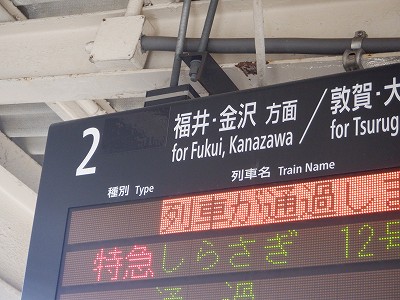 2 福井・金沢 方面 / 敦賀・大
for Fukui, Kanazawa / for Tsurug
種別 Type 列車名 Train Name
列車が通過しま
特急 しらさぎ 12号
通過